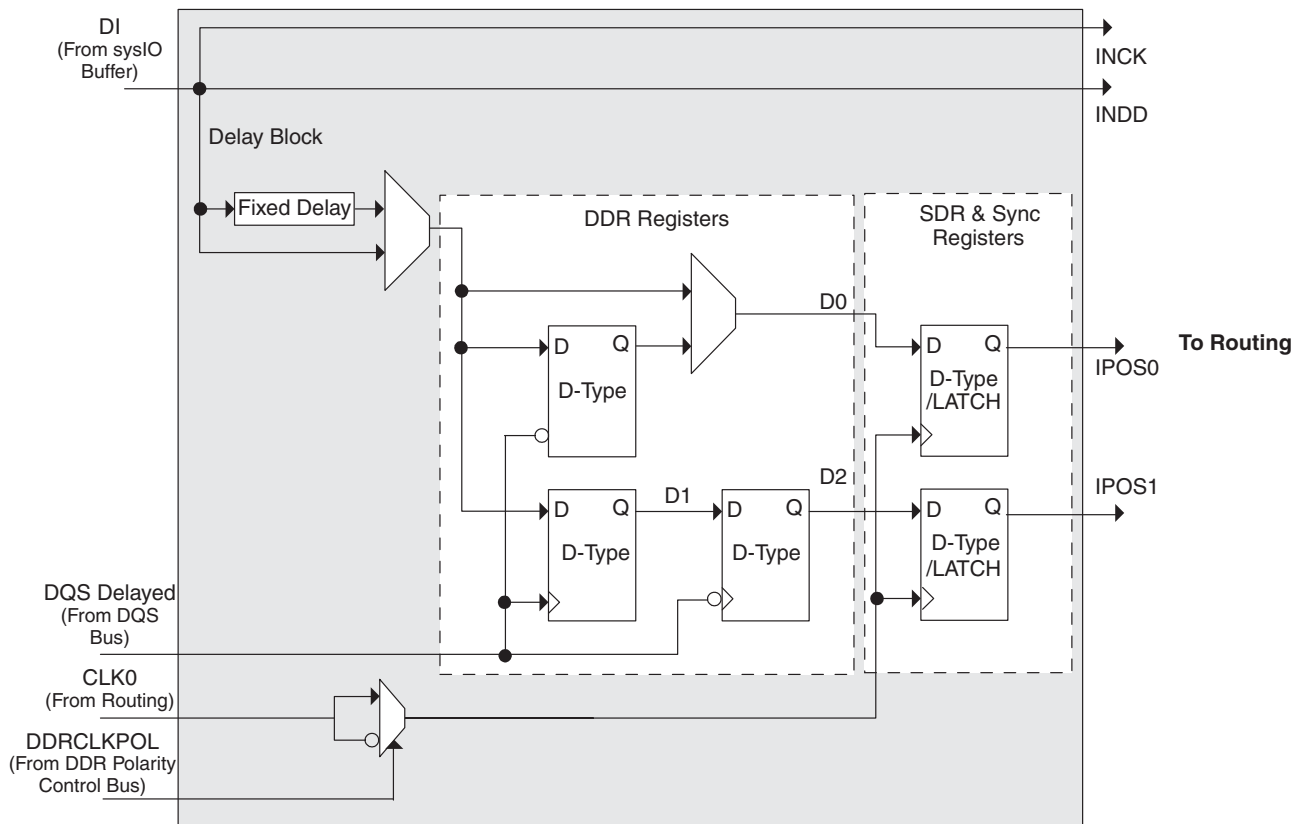 DI
(From sysIO
Buffer)
INCK
INDD
Delay Block
Fixed Delay
DDR Registers
SDR & Sync
Registers
D0
D Q
D-Type
D Q
D-Type
/LATCH
IPOS0
To Routing
D Q
D-Type
D1
D Q
D-Type
D2
D Q
D-Type
/LATCH
IPOS1
DQS Delayed
(From DQS
Bus)
CLK0
(From Routing)
DDRCLKPOL
(From DDR Polarity
Control Bus)